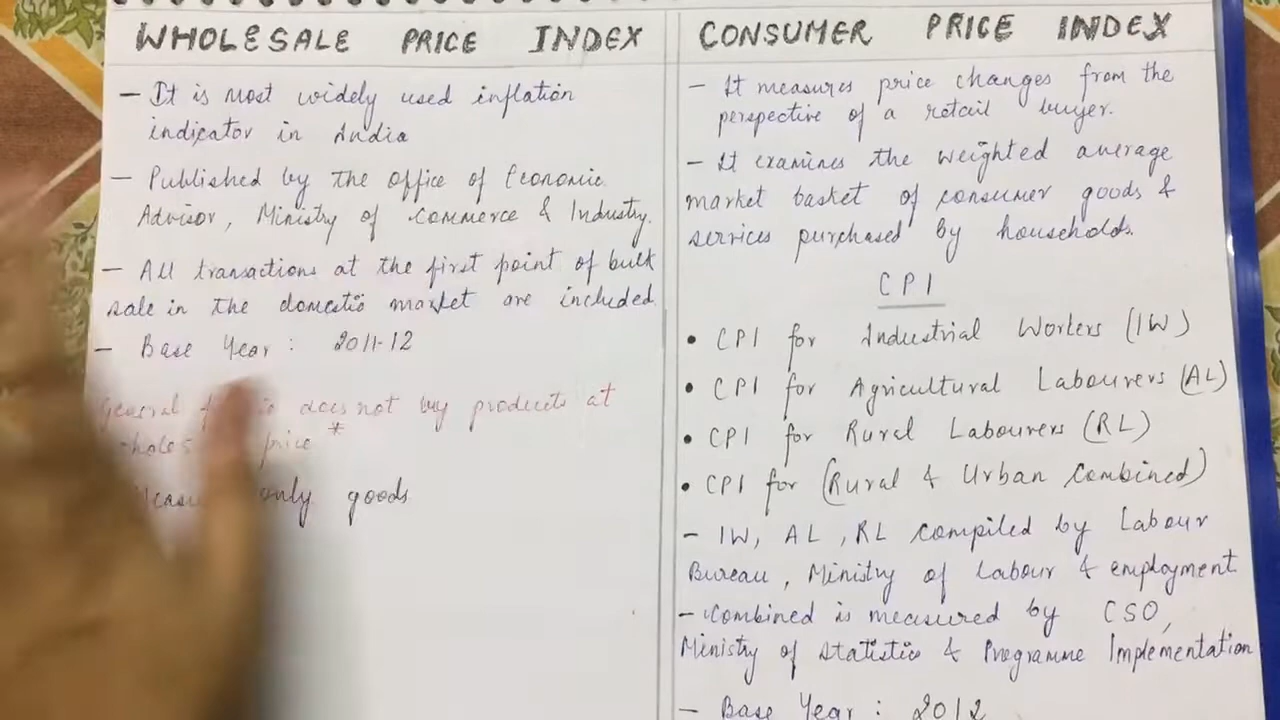 WHOLESALE PRICE INDEX
- It is most widely used inflation
indicator in India
- Published by the office of Economic
Advisor, Ministry of Commerce & Industry.
- All transactions at the first point of bulk
sale in the domestic market are included.
- Base Year : 2011-12
General does not buy products at
price *
only goods
CONSUMER PRICE INDEX
- It measures price changes from the
perspective of a retail buyer.
- It examines the weighted average
market basket of consumer goods &
services purchased by households.
CPI
• CPI for Industrial Workers (IW)
• CPI for Agricultural Labourers (AL)
• CPI for Rural Labourers (RL)
• CPI for (Rural & Urban Combined)
- IW, AL, RL compiled by Labour
Bureau, Ministry of Labour & employment
- Combined is measured by CSO,
Ministry of Statistics & Programme Implementation
- Base Year : 2012